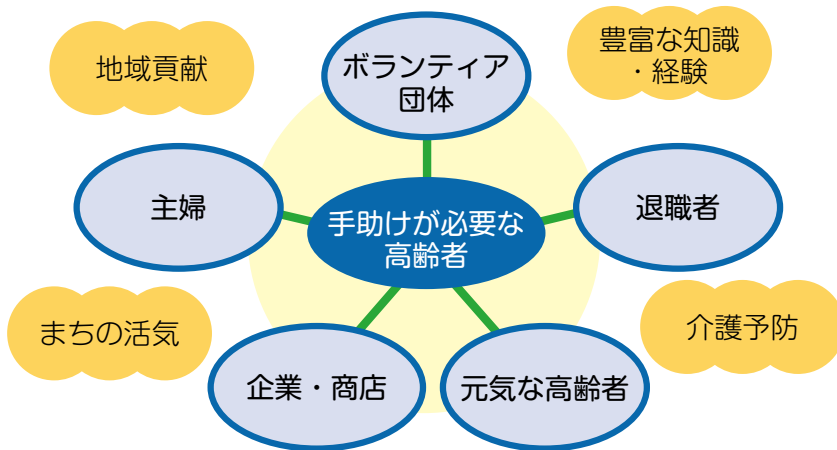 地域貢献
ボランティア
団体
豊富な知識
・経験
主婦
手助けが必要な
高齢者
退職者
まちの活気
介護予防
企業・商店
元気な高齢者